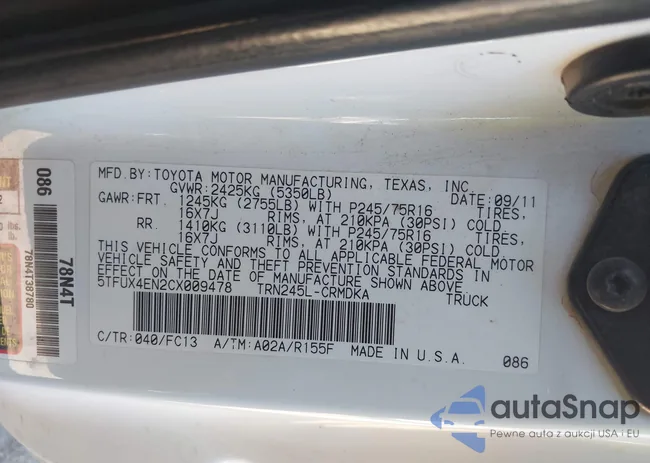 MFD.BY:TOYOTA MOTOR MANUFACTURING, TEXAS, INC.
GVWR:2425KG (5350LB) DATE:09/11
GAWR:FRT. 1245KG (2755LB) WITH P245/75R16 TIRES,
16X7J RIMS, AT 210KPA (30PSI) COLD
RR. 1410KG (3110LB) WITH P245/75R16 TIRES,
16X7J RIMS, AT 210KPA (30PSI) COLD
THIS VEHICLE CONFORMS TO ALL APPLICABLE FEDERAL MOTOR
VEHICLE SAFETY AND THEFT PREVENTION STANDARDS IN
EFFECT ON THE DATE OF MANUFACTURE SHOWN ABOVE.
5TFUX4EN2CX009478 TRN245L-CRMDKA TRUCK
C/TR:040/FC13 A/TM:A02A/R155F MADE IN U.S.A. 086
086
78N4T
78N4T38780
lbs.
autaSnap
Pewne auta z aukcji USA i EU